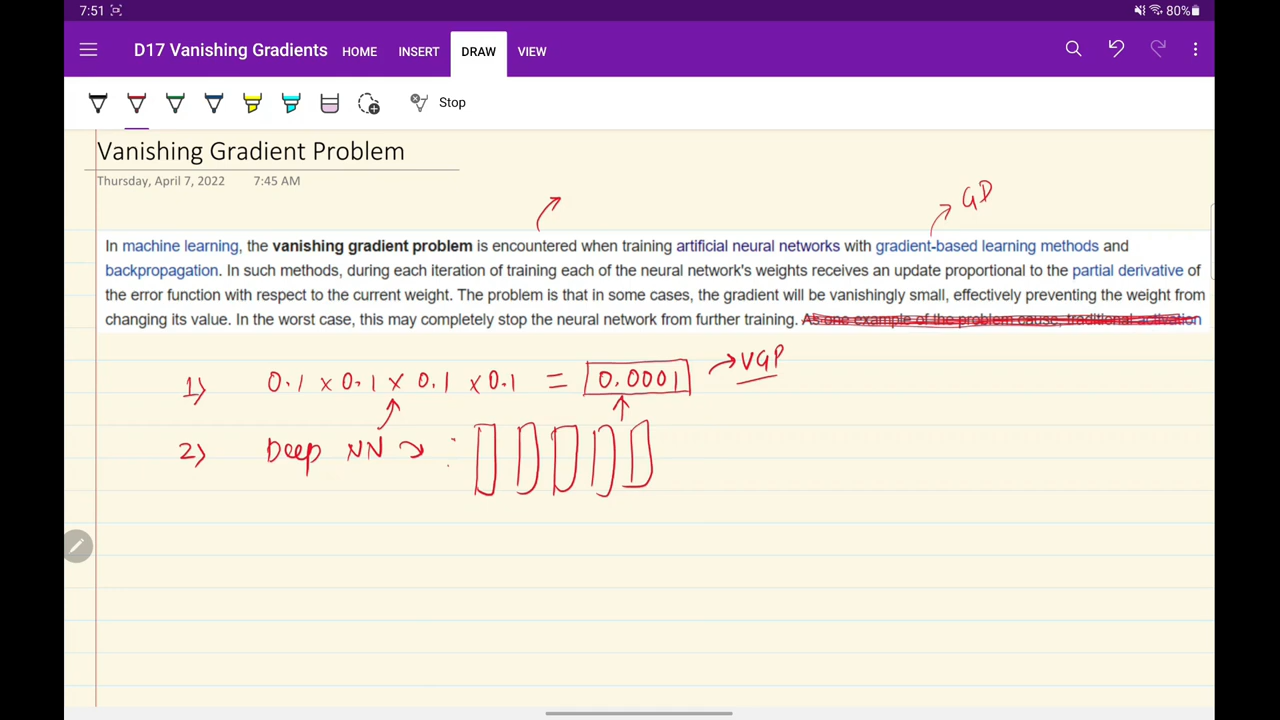 7:51 80%
D17 Vanishing Gradients HOME INSERT DRAW VIEW
Stop
Vanishing Gradient Problem
Thursday, April 7, 2022 7:45 AM
GD
In machine learning, the vanishing gradient problem is encountered when training artificial neural networks with gradient-based learning methods and
backpropagation. In such methods, during each iteration of training each of the neural network's weights receives an update proportional to the partial derivative of
the error function with respect to the current weight. The problem is that in some cases, the gradient will be vanishingly small, effectively preventing the weight from
changing its value. In the worst case, this may completely stop the neural network from further training. As one example of the problem cause, traditional activation
1) 0.1 x 0.1 x 0.1 x 0.1 = 0.0001 → VGP
2) Deep NN → :